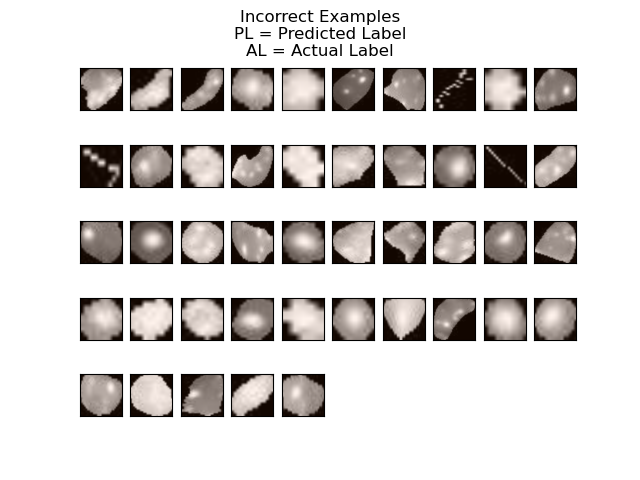 Incorrect Examples
PL = Predicted Label
AL = Actual Label